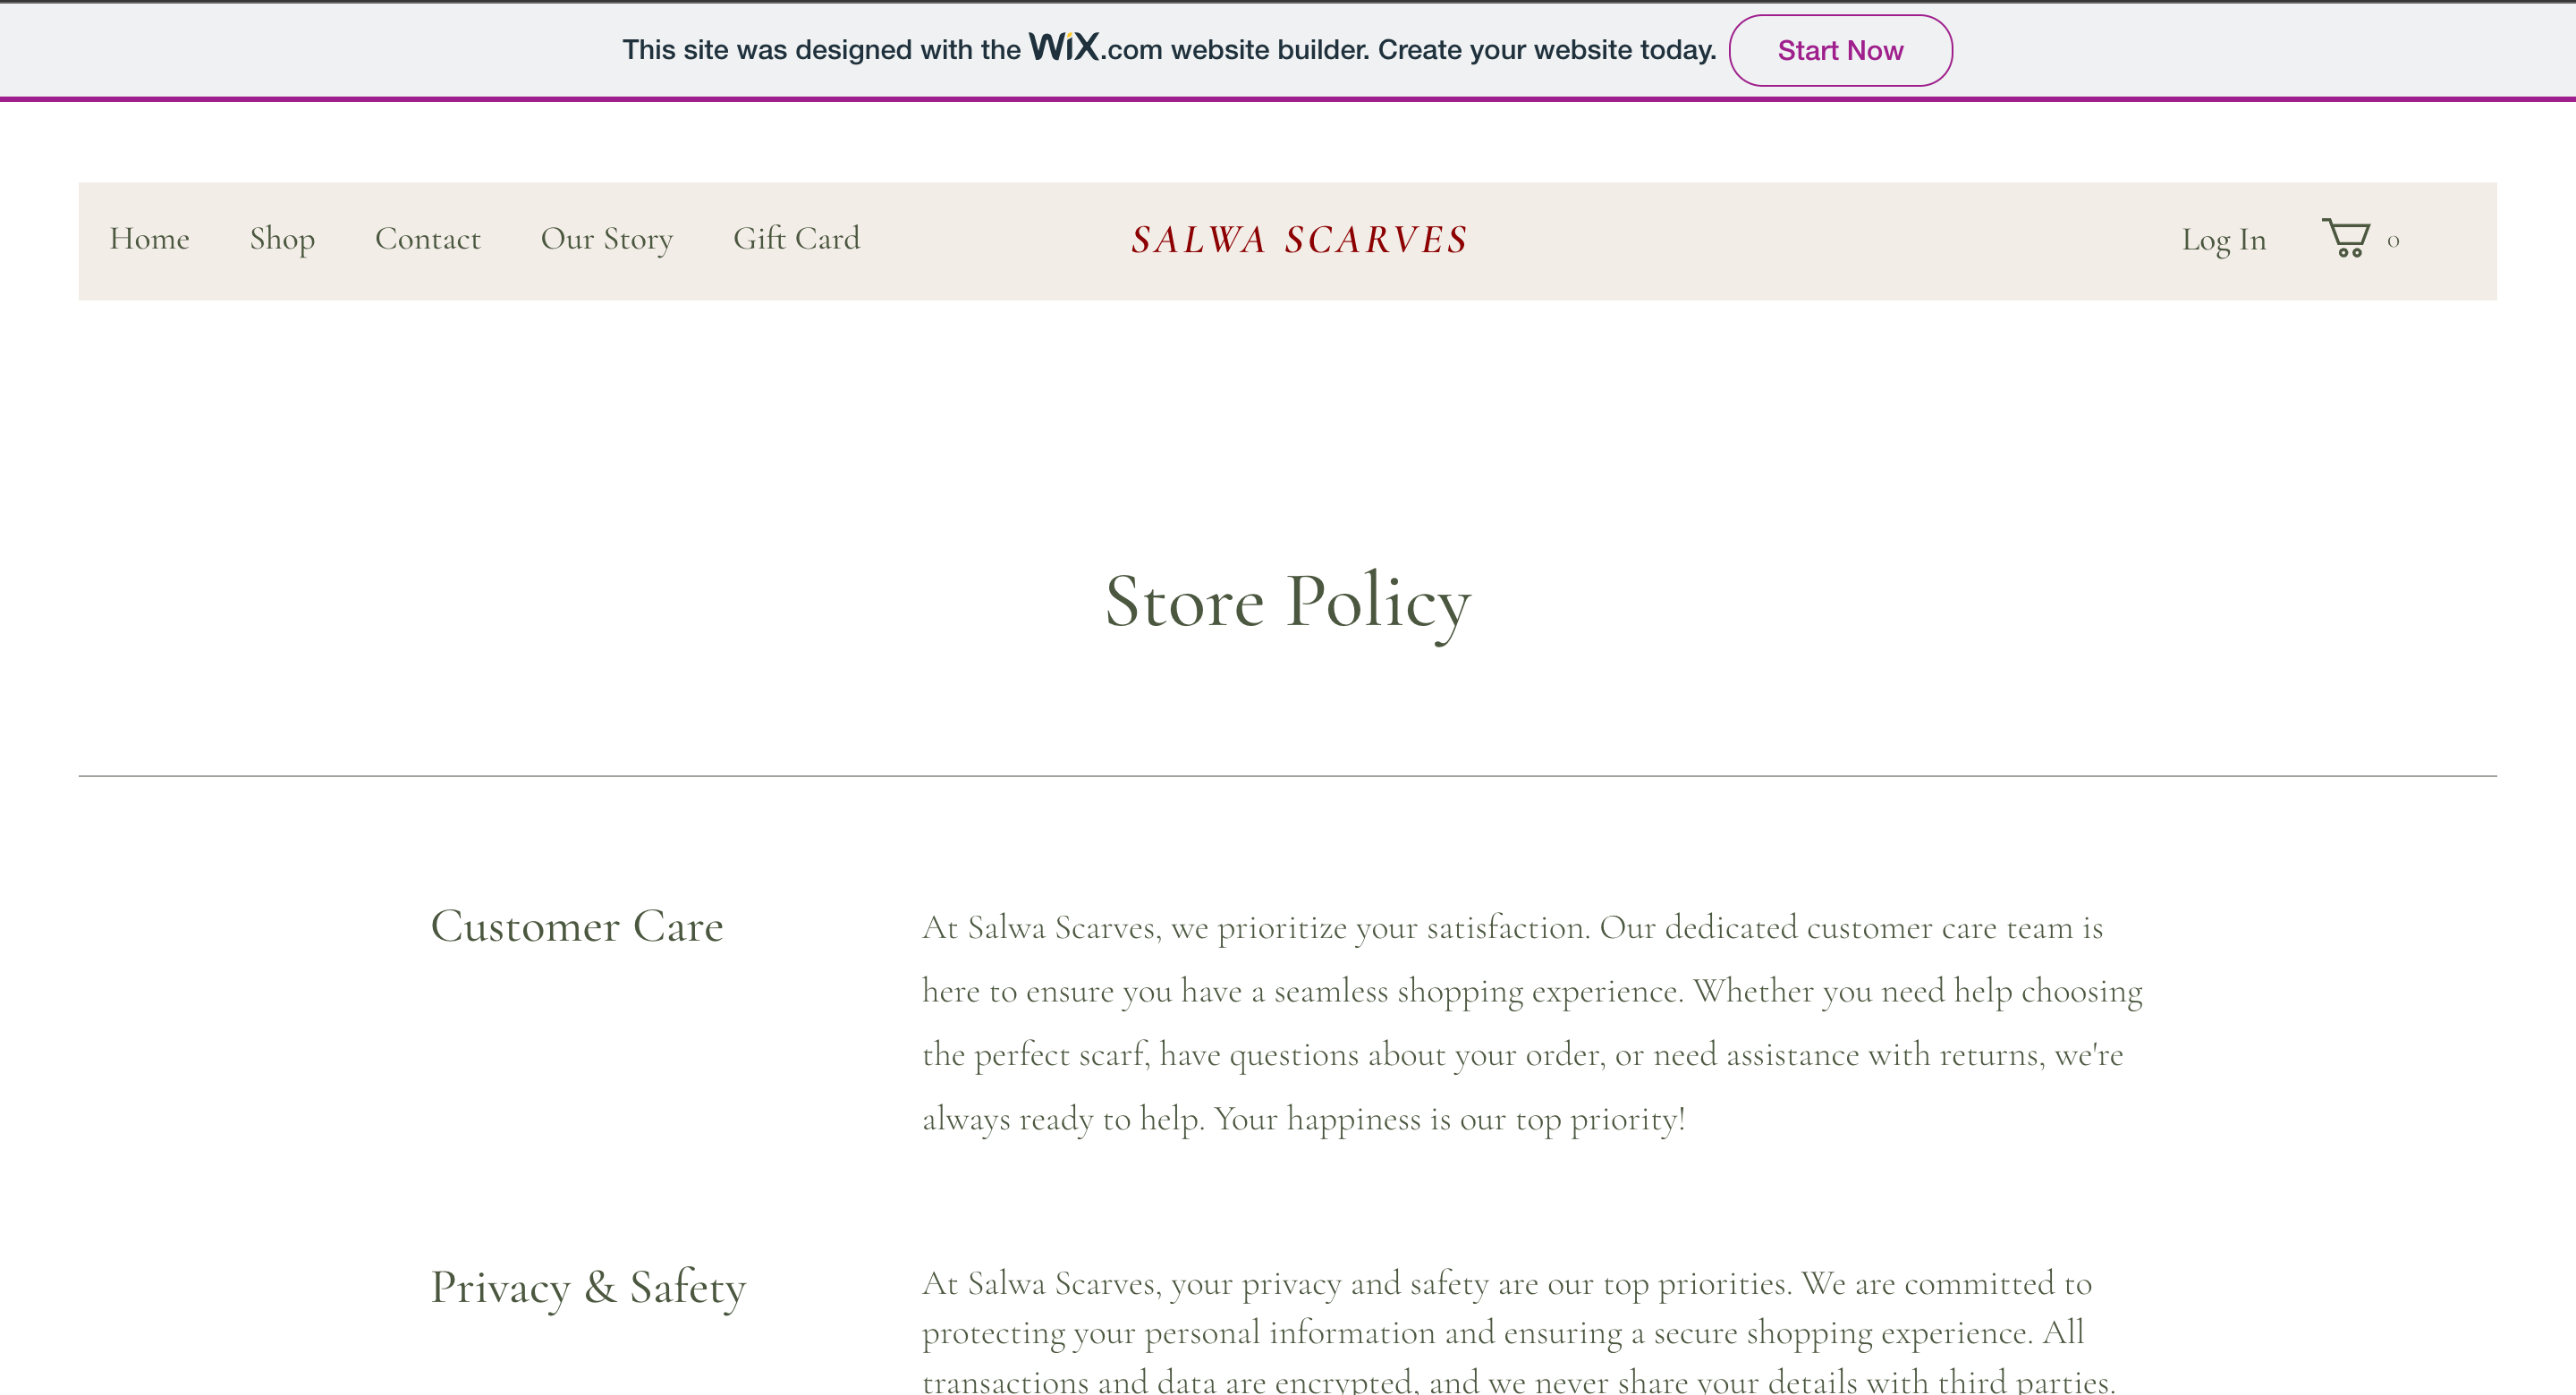 This site was designed with the WiX.com website builder. Create your website today. Start Now
Home Shop Contact Our Story Gift Card SALWA SCARVES Log In 0
Store Policy
Customer Care
At Salwa Scarves, we prioritize your satisfaction. Our dedicated customer care team is
here to ensure you have a seamless shopping experience. Whether you need help choosing
the perfect scarf, have questions about your order, or need assistance with returns, we're
always ready to help. Your happiness is our top priority!
Privacy & Safety
At Salwa Scarves, your privacy and safety are our top priorities. We are committed to
protecting your personal information and ensuring a secure shopping experience. All
transactions and data are encrypted, and we never share your details with third parties.